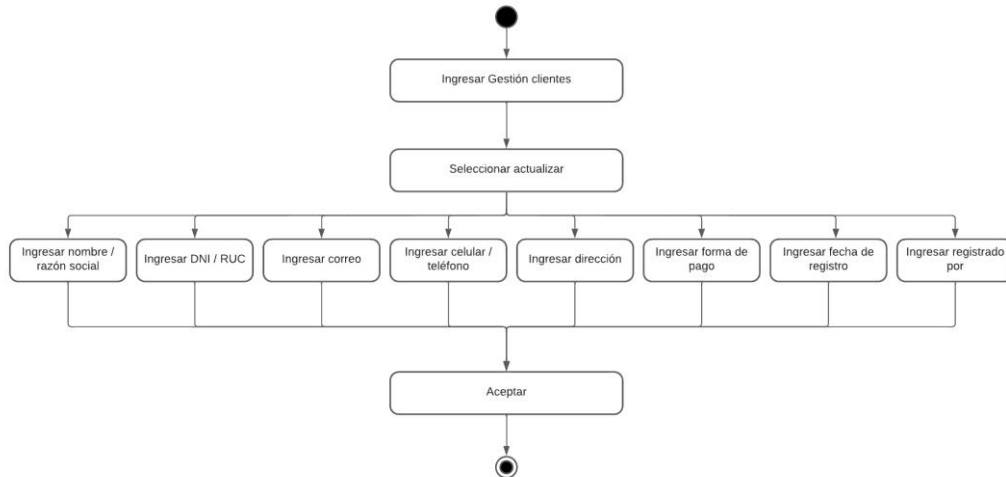 Ingresar Gestión clientes
Seleccionar actualizar
Ingresar nombre /
razón social
Ingresar DNI / RUC
Ingresar correo
Ingresar celular /
teléfono
Ingresar dirección
Ingresar forma de
pago
Ingresar fecha de
registro
Ingresar registrado
por
Aceptar